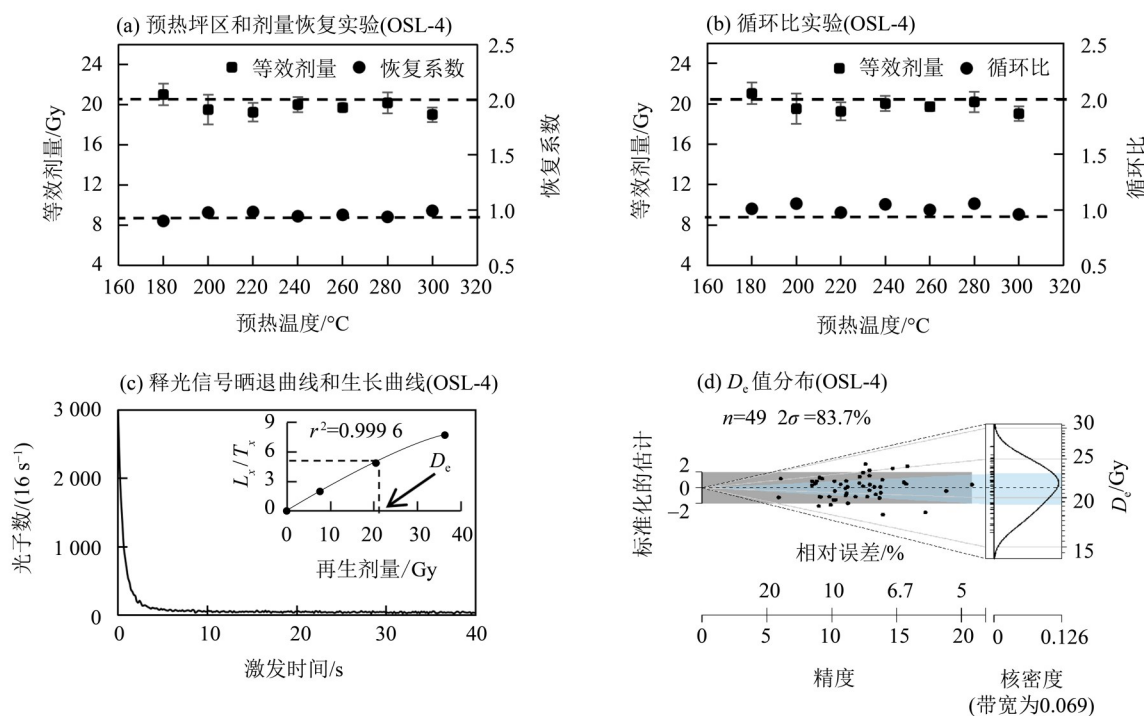 (a) 预热坪区和剂量恢复实验(OSL-4)
等效剂量 恢复系数
等效剂量/Gy
24
20
16
12
8
4
2.5
2.0
1.5
1.0
0.5
恢复系数
160 180 200 220 240 260 280 300 320
预热温度/°C
(b) 循环比实验(OSL-4)
等效剂量 循环比
等效剂量/Gy
24
20
16
12
8
4
2.5
2.0
1.5
1.0
0.5
循环比
160 180 200 220 240 260 280 300 320
预热温度/°C
(c) 释光信号晒退曲线和生长曲线(OSL-4)
光子数/(16 s⁻¹)
3 000
2 000
1 000
0
0 10 20 30 40
激发时间/s
r²=0.999 6
Lx/Tx
9
6
3
0
De
0 10 20 30 40
再生剂量/Gy
(d) De值分布(OSL-4)
n=49 2σ=83.7%
标准化的估计
2
0
−2
30
25
20
15
De/Gy
相对误差/%
20 10 6.7 5
0 5 10 15 20
精度
0 0.126
核密度
(带宽为0.069)